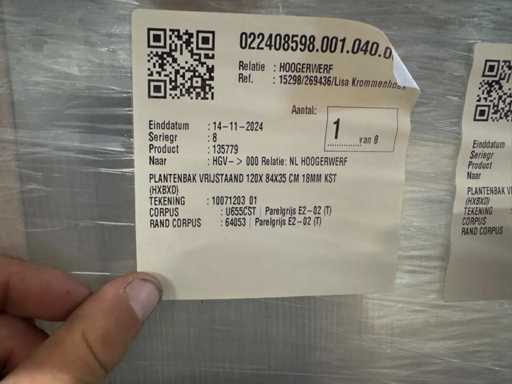 022408598.001.040.0
Relatie : HOOGERWERF
Ref. : 15298/269436/Lisa
Aantal:
1
van 8
Einddatum : 14-11-2024
Seriegr : 8
Product : 135779
Naar : HGV-> 000 Relatie: NL HOOGERWERF
PLANTENBAK VRIJSTAAND 120X 84X35 CM 18MM KST
(HXBXD)
TEKENING : 10071203 01
CORPUS : U655CST | Parelgrijs E2-02 (T)
RAND CORPUS : 64053 | Parelgrijs E2-02 (T)
Einddatum
Seriegr
Product
Naar
PLANTENBAK VR
(HXBXD)
TEKENING
CORPUS
RAND CORPUS